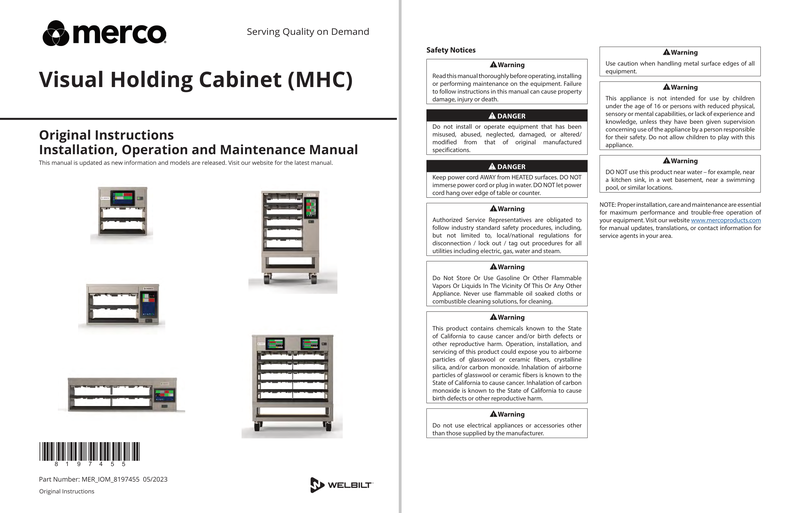 merco
Serving Quality on Demand
Visual Holding Cabinet (MHC)
Original Instructions
Installation, Operation and Maintenance Manual
This manual is updated as new information and models are released. Visit our website for the latest manual.
8 1 9 7 4 5 5
Part Number: MER_IOM_8197455 05/2023
Original Instructions
WELBILT
Safety Notices
Warning
Read this manual thoroughly before operating, installing
or performing maintenance on the equipment. Failure
to follow instructions in this manual can cause property
damage, injury or death.
DANGER
Do not install or operate equipment that has been
misused, abused, neglected, damaged, or altered/
modified from that of original manufactured
specifications.
DANGER
Keep power cord AWAY from HEATED surfaces. DO NOT
immerse power cord or plug in water. DO NOT let power
cord hang over edge of table or counter.
Warning
Authorized Service Representatives are obligated to
follow industry standard safety procedures, including,
but not limited to, local/national regulations for
disconnection / lock out / tag out procedures for all
utilities including electric, gas, water and steam.
Warning
Do Not Store Or Use Gasoline Or Other Flammable
Vapors Or Liquids In The Vicinity Of This Or Any Other
Appliance. Never use flammable oil soaked cloths or
combustible cleaning solutions, for cleaning.
Warning
This product contains chemicals known to the State
of California to cause cancer and/or birth defects or
other reproductive harm. Operation, installation, and
servicing of this product could expose you to airborne
particles of glasswool or ceramic fibers, crystalline
silica, and/or carbon monoxide. Inhalation of airborne
particles of glasswool or ceramic fibers is known to the
State of California to cause cancer. Inhalation of carbon
monoxide is known to the State of California to cause
birth defects or other reproductive harm.
Warning
Do not use electrical appliances or accessories other
than those supplied by the manufacturer.
Warning
Use caution when handling metal surface edges of all
equipment.
Warning
This appliance is not intended for use by children
under the age of 16 or persons with reduced physical,
sensory or mental capabilities, or lack of experience and
knowledge, unless they have been given supervision
concerning use of the appliance by a person responsible
for their safety. Do not allow children to play with this
appliance.
Warning
DO NOT use this product near water – for example, near
a kitchen sink, in a wet basement, near a swimming
pool, or similar locations.
NOTE: Proper installation, care and maintenance are essential
for maximum performance and trouble-free operation of
your equipment. Visit our website www.mercoproducts.com
for manual updates, translations, or contact information for
service agents in your area.